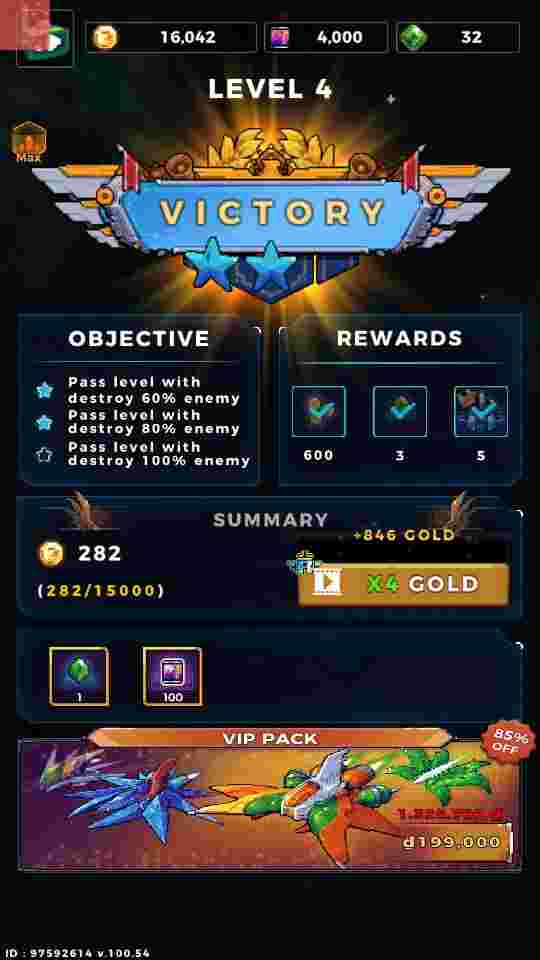 16,042
4,000
32
LEVEL 4
Max
VICTORY
OBJECTIVE
Pass level with
destroy 60% enemy
Pass level with
destroy 80% enemy
Pass level with
destroy 100% enemy
REWARDS
600
3
5
SUMMARY
282
(282/15000)
+846 GOLD
X4 GOLD
1
100
VIP PACK
85%
OFF
₫199,000
ID : 97592614 v.100.54